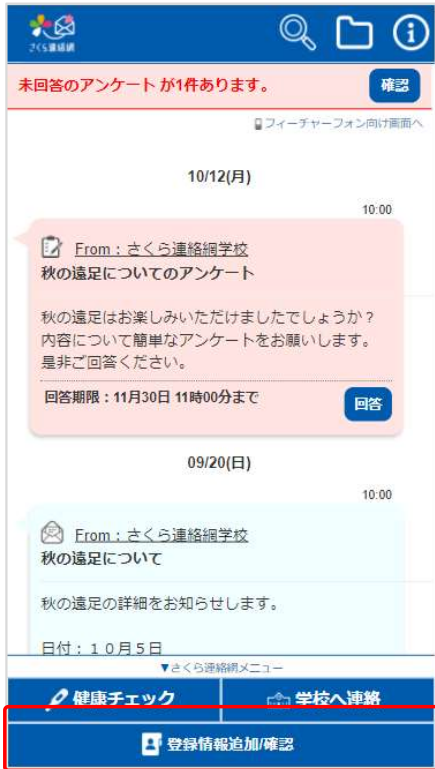 さくら連絡網
未回答のアンケート が1件あります。
確認
フィーチャーフォン向け画面へ
10/12(月)
10:00
From：さくら連絡網学校
秋の遠足についてのアンケート
秋の遠足はお楽しみいただけましたでしょうか？
内容について簡単なアンケートをお願いします。
是非ご回答ください。
回答期限：11月30日 11時00分まで
回答
09/20(日)
10:00
From：さくら連絡網学校
秋の遠足について
秋の遠足の詳細をお知らせします。
日付：１０月５日
▼さくら連絡網メニュー
健康チェック
学校へ連絡
登録情報追加/確認